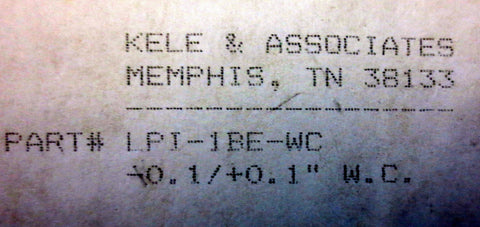 KELE & ASSOCIATES
MEMPHIS, TN 38133
-----------------
PART# LPI-1BE-WC
-0.1/+0.1" W.C.